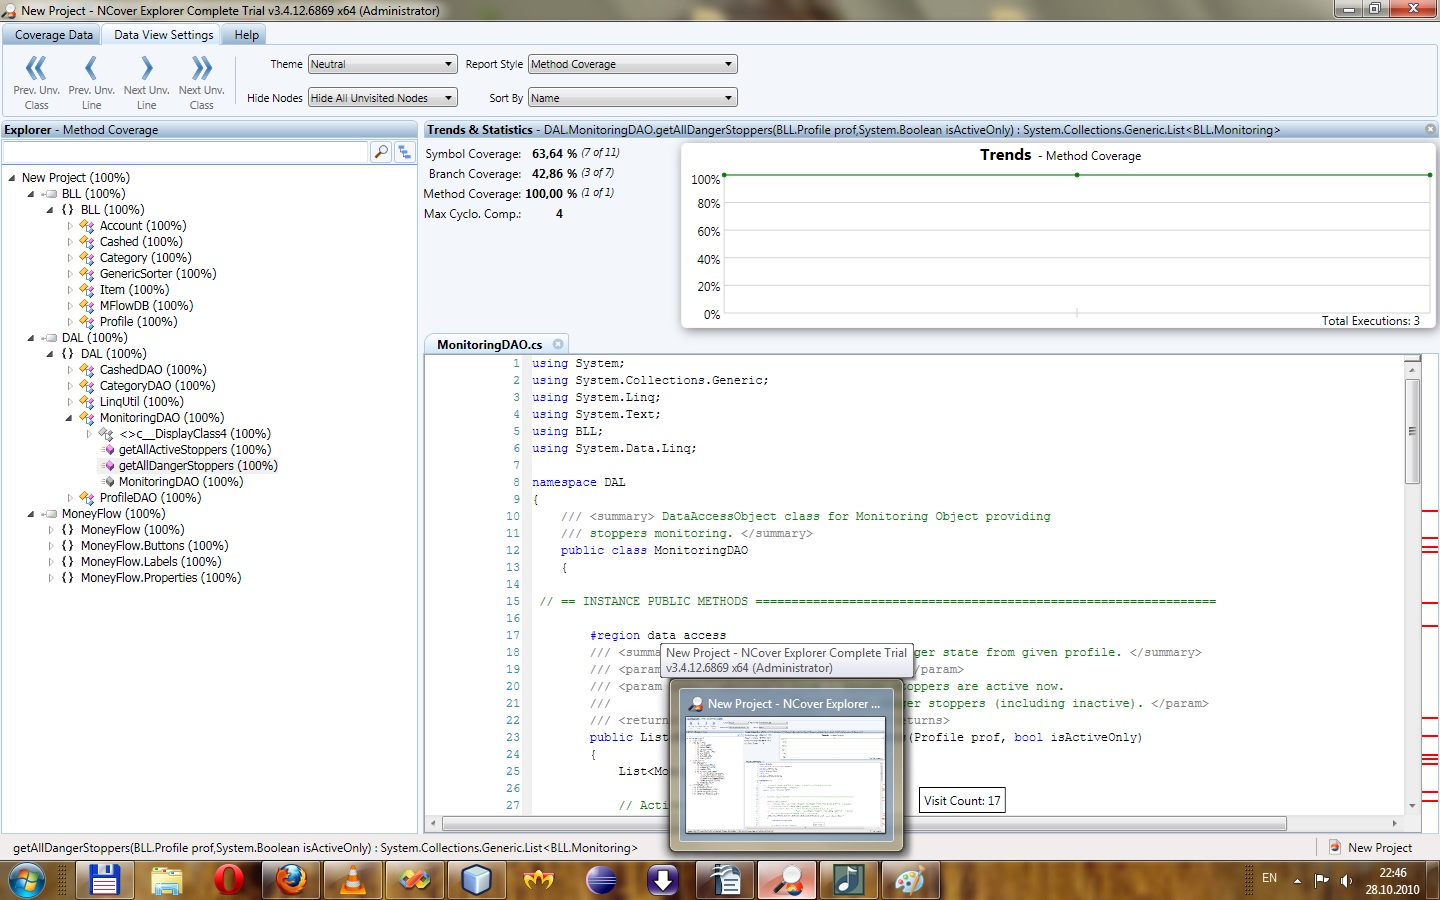 New Project - NCover Explorer Complete Trial v3.4.12.6869 x64 (Administrator)
Coverage Data
Data View Settings
Help
Prev. Unv. Class
Prev. Unv. Line
Next Unv. Line
Next Unv. Class
Theme
Neutral
Report Style
Method Coverage
Hide Nodes
Hide All Unvisited Nodes
Sort By
Name
Explorer - Method Coverage
New Project (100%)
BLL (100%)
{} BLL (100%)
Account (100%)
Cashed (100%)
Category (100%)
GenericSorter (100%)
Item (100%)
MFlowDB (100%)
Profile (100%)
DAL (100%)
{} DAL (100%)
CashedDAO (100%)
CategoryDAO (100%)
LinqUtil (100%)
MonitoringDAO (100%)
<>c__DisplayClass4 (100%)
getAllActiveStoppers (100%)
getAllDangerStoppers (100%)
MonitoringDAO (100%)
ProfileDAO (100%)
MoneyFlow (100%)
{} MoneyFlow (100%)
{} MoneyFlow.Buttons (100%)
{} MoneyFlow.Labels (100%)
{} MoneyFlow.Properties (100%)
Trends & Statistics - DAL.MonitoringDAO.getAllDangerStoppers(BLL.Profile prof,System.Boolean isActiveOnly) : System.Collections.Generic.List<BLL.Monitoring>
Symbol Coverage: 63,64 % (7 of 11)
Branch Coverage: 42,86 % (3 of 7)
Method Coverage: 100,00 % (1 of 1)
Max Cyclo. Comp.: 4
Trends - Method Coverage
100%
80%
60%
40%
20%
0%
Total Executions: 3
MonitoringDAO.cs
1 using System;
2 using System.Collections.Generic;
3 using System.Linq;
4 using System.Text;
5 using BLL;
6 using System.Data.Linq;
7
8 namespace DAL
9 {
10 /// <summary> DataAccessObject class for Monitoring Object providing
11 /// stoppers monitoring. </summary>
12 public class MonitoringDAO
13 {
14
15 // == INSTANCE PUBLIC METHODS ================================================================
16
17 #region data access
18 /// <summa ger state from given profile. </summary>
19 /// <param /param>
20 /// <param toppers are active now.
21 /// ger stoppers (including inactive). </param>
22 /// <return turns>
23 public List (Profile prof, bool isActiveOnly)
24 {
25 List<Mo
26
27 // Acti
New Project - NCover Explorer Complete Trial
v3.4.12.6869 x64 (Administrator)
New Project - NCover Explorer ...
Visit Count: 17
getAllDangerStoppers(BLL.Profile prof,System.Boolean isActiveOnly) : System.Collections.Generic.List<BLL.Monitoring>
New Project
EN
22:46
28.10.2010